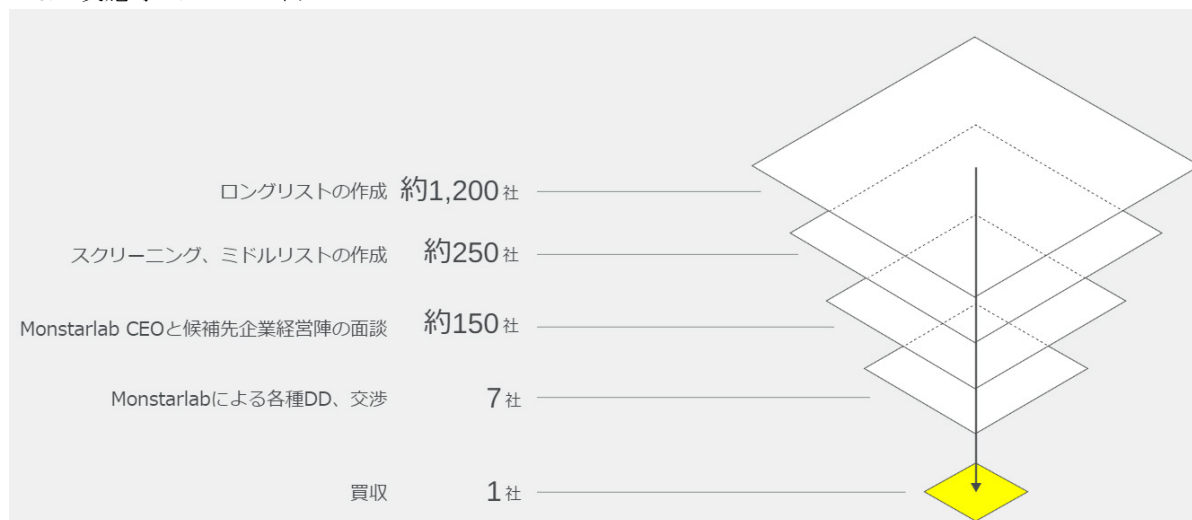 ロングリストの作成 約1,200社
スクリーニング、ミドルリストの作成 約250社
Monstarlab CEOと候補先企業経営陣の面談 約150社
Monstarlabによる各種DD、交渉 7社
買収 1社